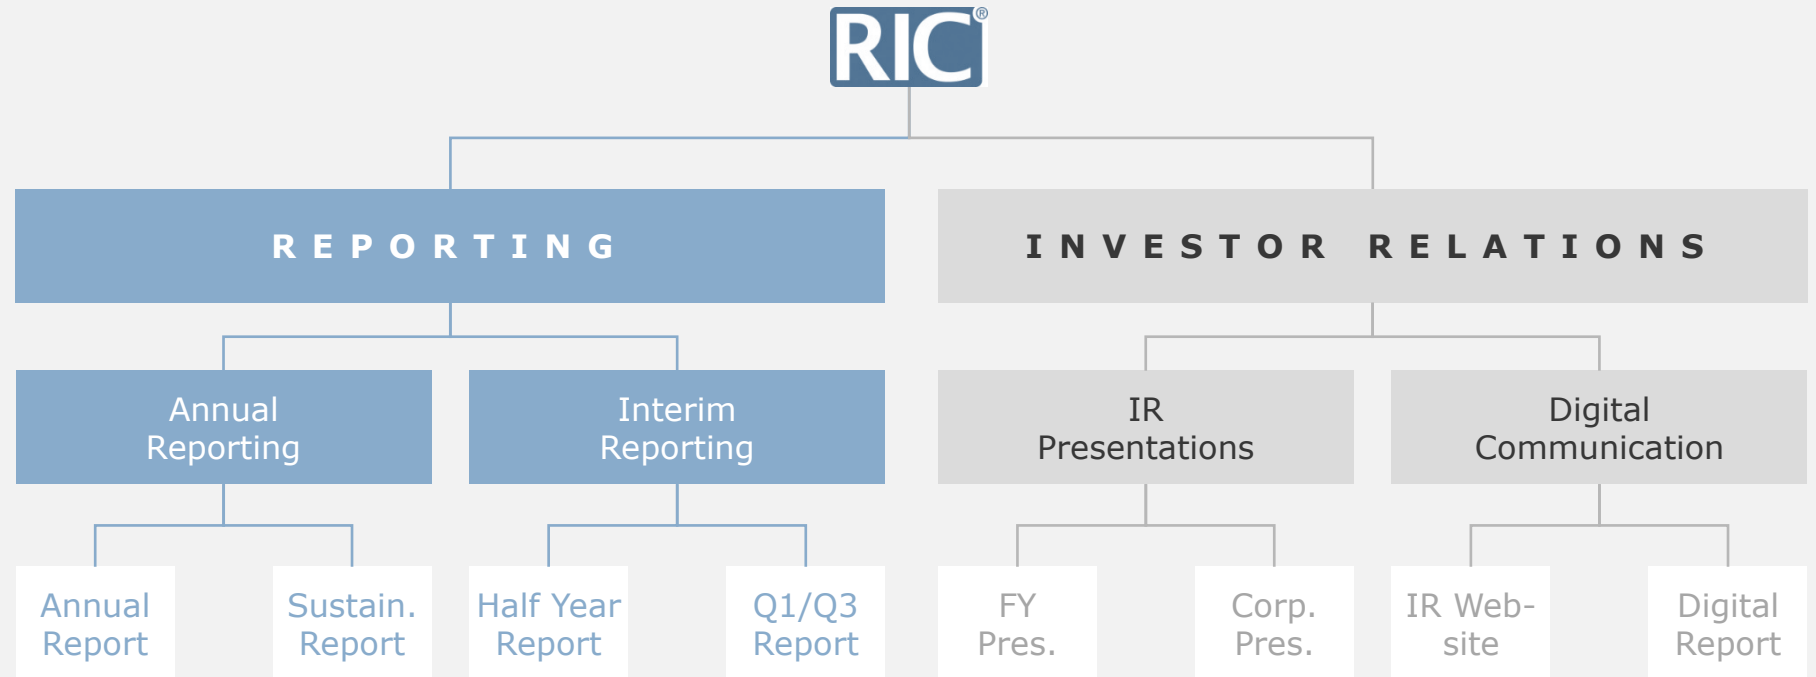 RIC®
REPORTING
INVESTOR RELATIONS
Annual
Reporting
Interim
Reporting
IR
Presentations
Digital
Communication
Annual
Report
Sustain.
Report
Half Year
Report
Q1/Q3
Report
FY
Pres.
Corp.
Pres.
IR Web-
site
Digital
Report